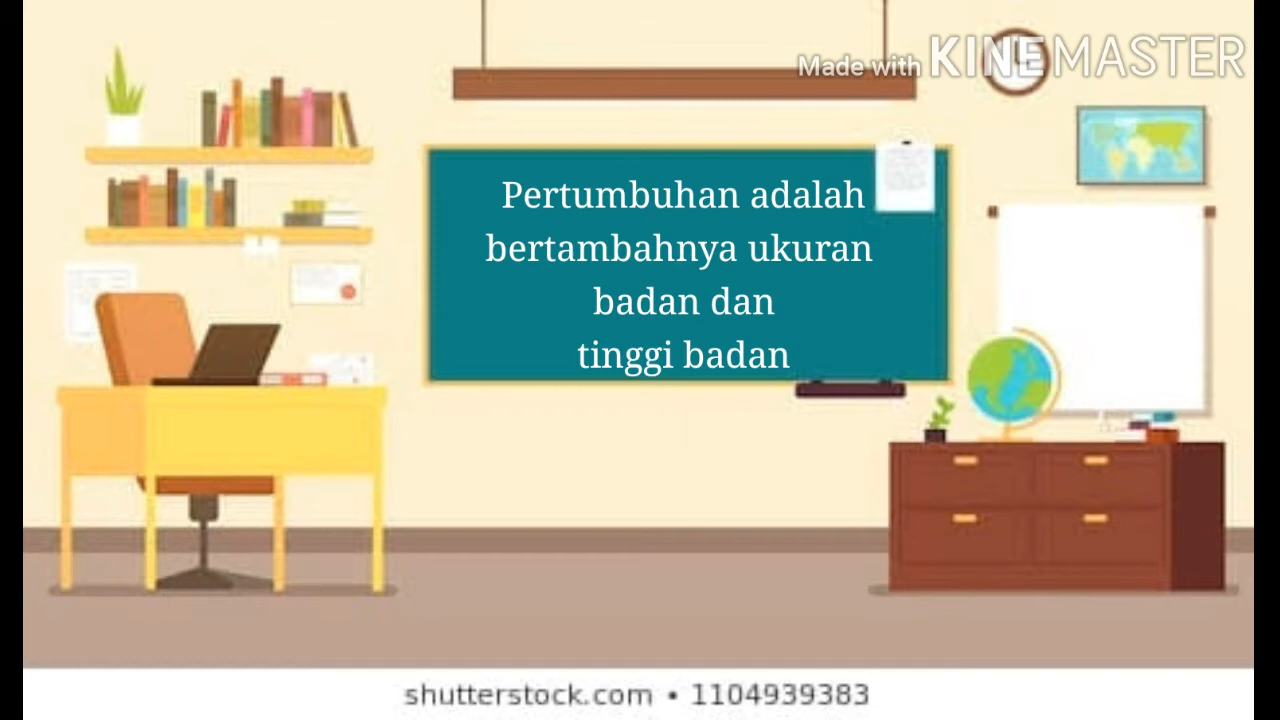 Made with KINEMASTER
Pertumbuhan adalah
bertambahnya ukuran
badan dan
tinggi badan
shutterstock.com • 1104939383